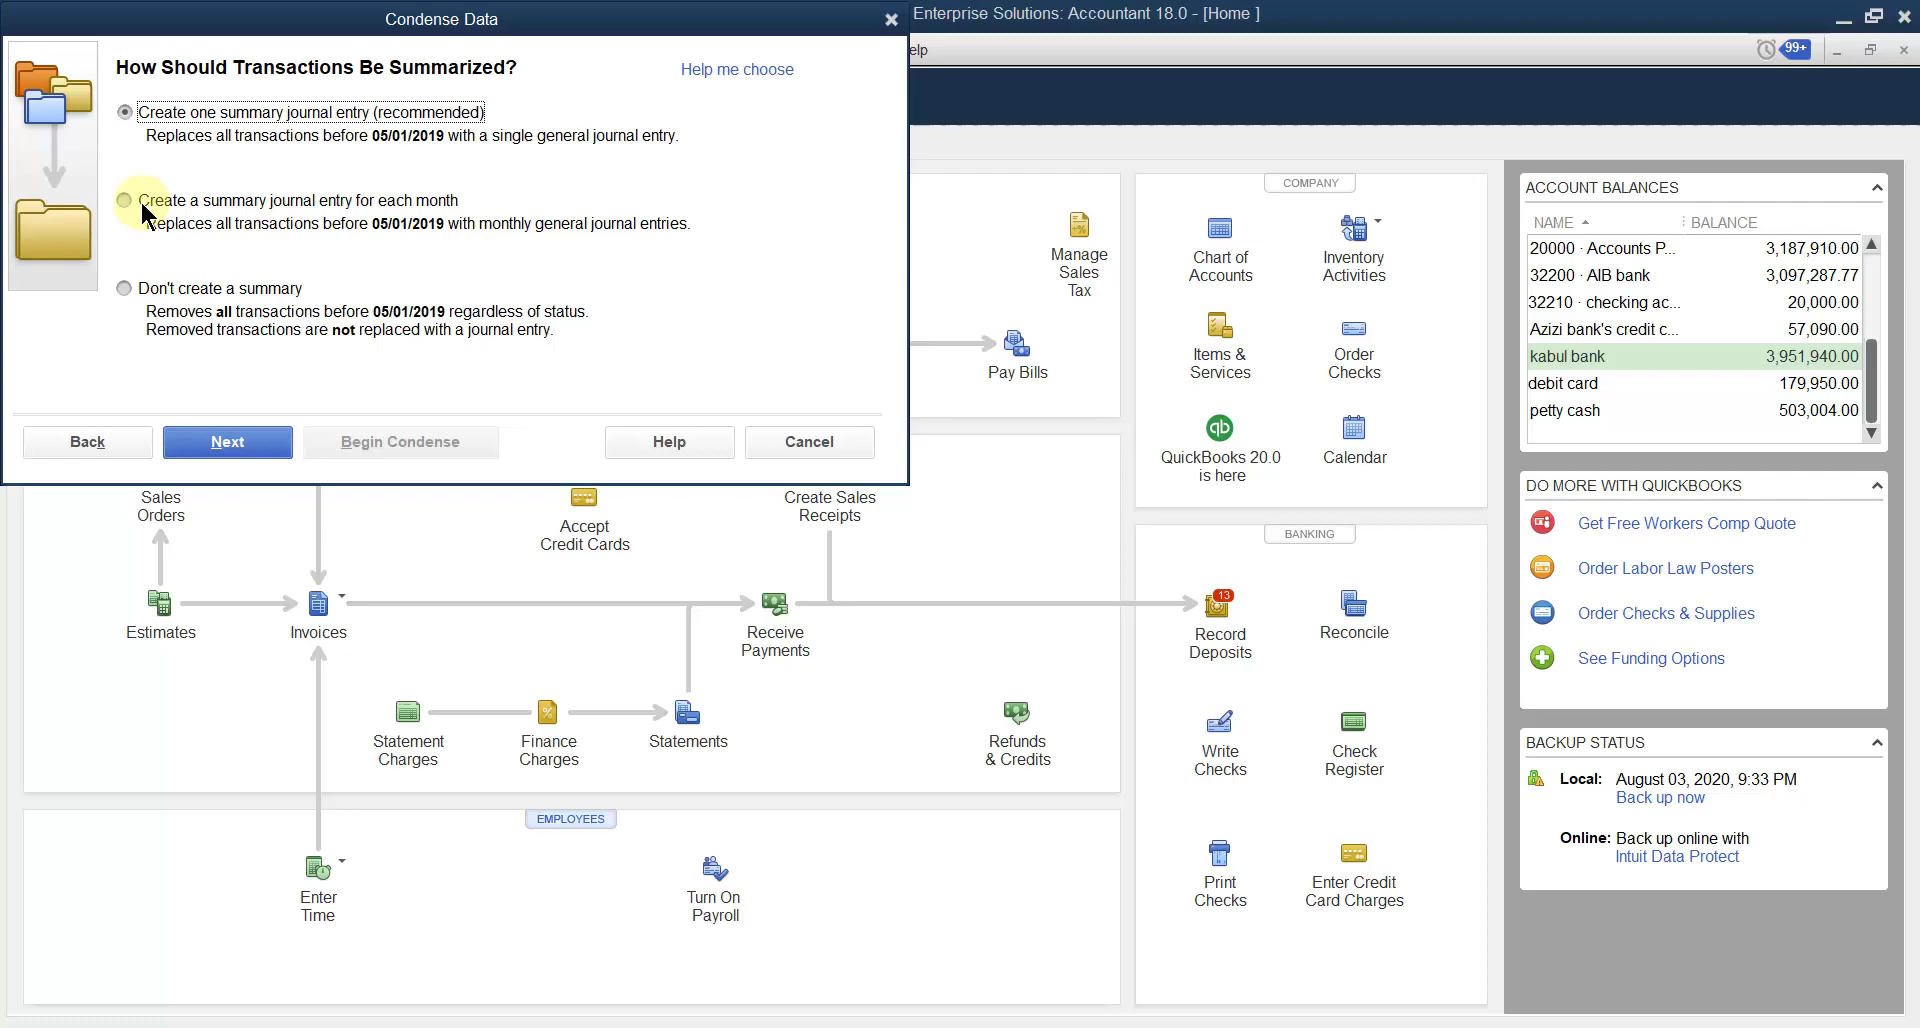 Condense Data
Enterprise Solutions: Accountant 18.0 - [Home ]
elp
99+
How Should Transactions Be Summarized?
Help me choose
Create one summary journal entry (recommended)
Replaces all transactions before 05/01/2019 with a single general journal entry.
Create a summary journal entry for each month
Replaces all transactions before 05/01/2019 with monthly general journal entries.
Don't create a summary
Removes all transactions before 05/01/2019 regardless of status.
Removed transactions are not replaced with a journal entry.
Back
Next
Begin Condense
Help
Cancel
Manage
Sales
Tax
Pay Bills
Sales
Orders
Accept
Credit Cards
Create Sales
Receipts
Estimates
Invoices
Receive
Payments
Statement
Charges
Finance
Charges
Statements
Refunds
& Credits
EMPLOYEES
Enter
Time
Turn On
Payroll
COMPANY
Chart of
Accounts
Inventory
Activities
Items &
Services
Order
Checks
qb
QuickBooks 20.0
is here
Calendar
BANKING
13
Record
Deposits
Reconcile
Write
Checks
Check
Register
Print
Checks
Enter Credit
Card Charges
ACCOUNT BALANCES
NAME BALANCE
20000 · Accounts P... 3,187,910.00
32200 · AIB bank 3,097,287.77
32210 · checking ac... 20,000.00
Azizi bank's credit c... 57,090.00
kabul bank 3,951,940.00
debit card 179,950.00
petty cash 503,004.00
DO MORE WITH QUICKBOOKS
Get Free Workers Comp Quote
Order Labor Law Posters
Order Checks & Supplies
See Funding Options
BACKUP STATUS
Local: August 03, 2020, 9:33 PM
Back up now
Online: Back up online with
Intuit Data Protect